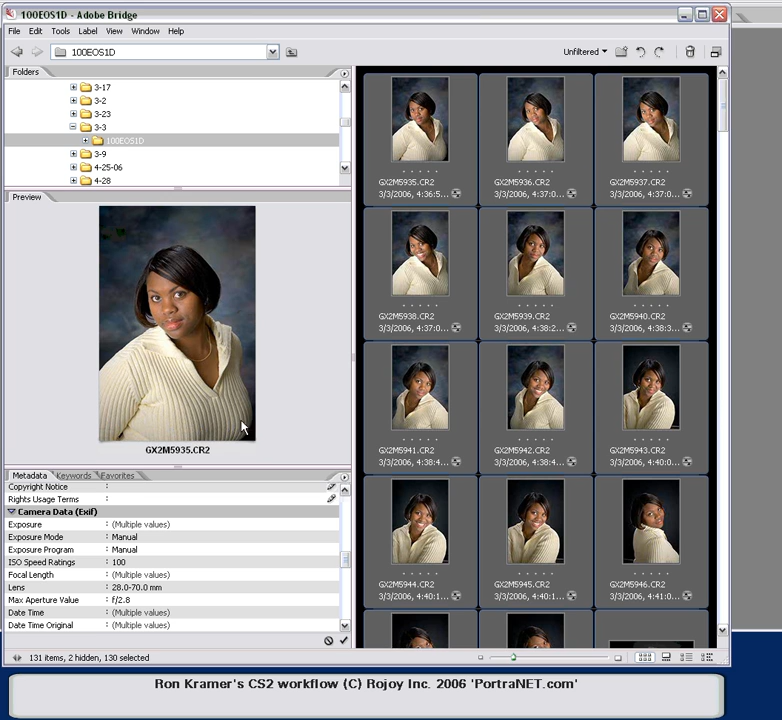 100EOS1D - Adobe Bridge
File Edit Tools Label View Window Help
100EOS1D
Unfiltered
Folders
3-17
3-2
3-23
3-3
100EOS1D
3-9
4-25-06
4-28
Preview
GX2M5935.CR2
Metadata Keywords Favorites
Copyright Notice :
Rights Usage Terms :
Camera Data (Exif)
Exposure : (Multiple values)
Exposure Mode : Manual
Exposure Program : Manual
ISO Speed Ratings : 100
Focal Length : (Multiple values)
Lens : 28.0-70.0 mm
Max Aperture Value : f/2.8
Date Time : (Multiple values)
Date Time Original : (Multiple values)
GX2M5935.CR2 GX2M5936.CR2 GX2M5937.CR2
3/3/2006, 4:36:5... 3/3/2006, 4:37:0... 3/3/2006, 4:37:0...
GX2M5938.CR2 GX2M5939.CR2 GX2M5940.CR2
3/3/2006, 4:37:0... 3/3/2006, 4:38:2... 3/3/2006, 4:38:3...
GX2M5941.CR2 GX2M5942.CR2 GX2M5943.CR2
3/3/2006, 4:38:4... 3/3/2006, 4:38:4... 3/3/2006, 4:40:0...
GX2M5944.CR2 GX2M5945.CR2 GX2M5946.CR2
3/3/2006, 4:40:1... 3/3/2006, 4:40:1... 3/3/2006, 4:41:0...
131 items, 2 hidden, 130 selected
Ron Kramer's CS2 workflow (C) Rojoy Inc. 2006 'PortraNET.com'